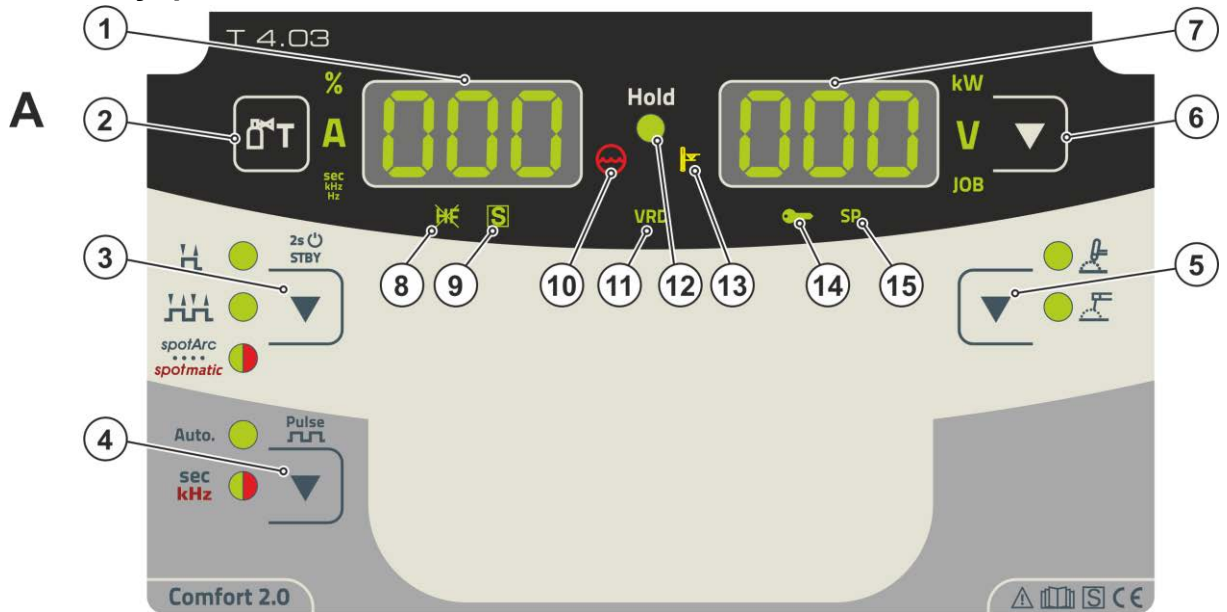 1
7
T 4.03
A
2
T
%
A
sec
kHz
Hz
000
Hold
000
kW
V
JOB
6
HF
S
VRD
SP
3
2s
STBY
8
9
10
11
12
13
14
15
5
spotArc
spotmatic
4
Auto.
Pulse
sec
kHz
Comfort 2.0
S CE